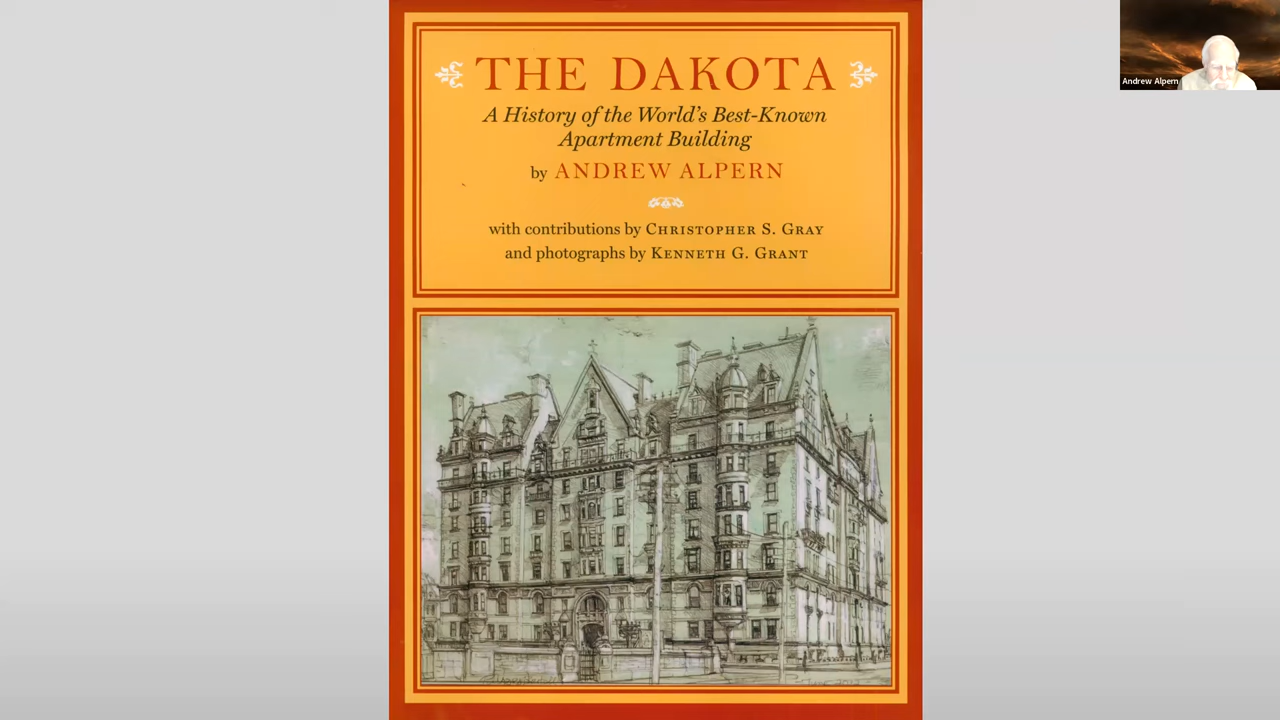 THE DAKOTA
A History of the World's Best-Known
Apartment Building
by ANDREW ALPERN
with contributions by CHRISTOPHER S. GRAY
and photographs by KENNETH G. GRANT
Andrew Alpern